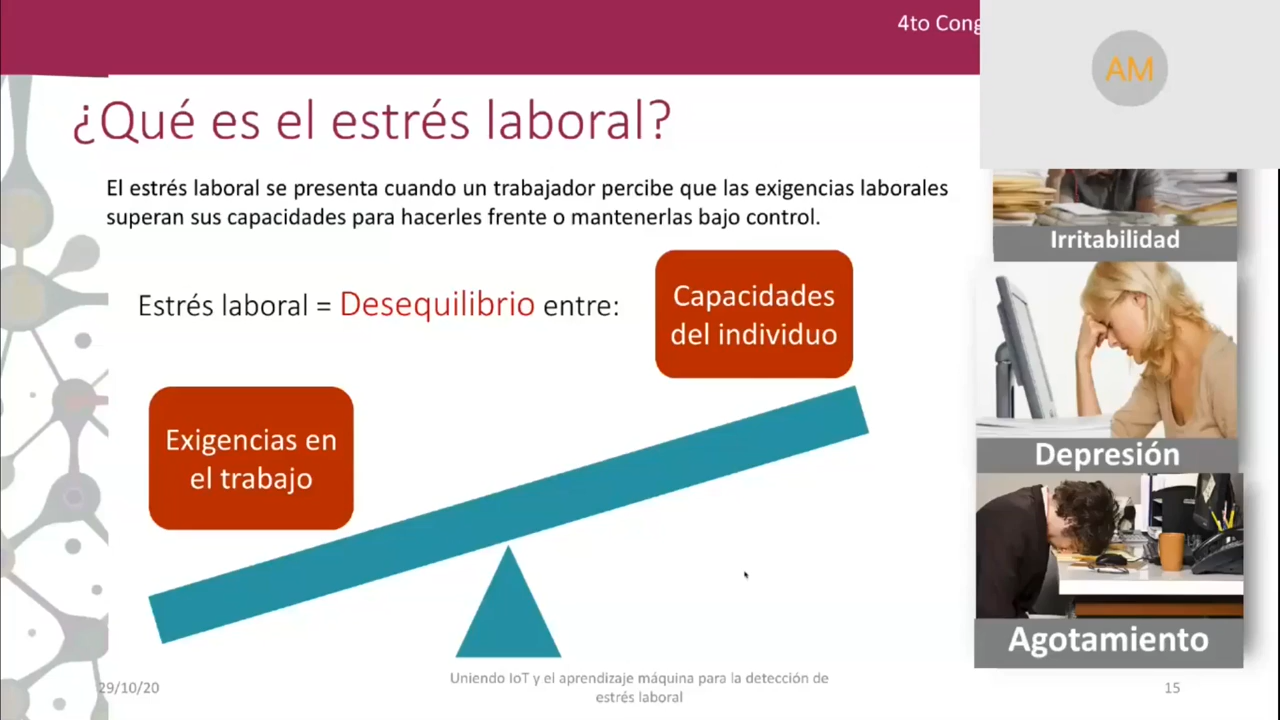 4to Cong
AM
¿Qué es el estrés laboral?
El estrés laboral se presenta cuando un trabajador percibe que las exigencias laborales
superan sus capacidades para hacerles frente o mantenerlas bajo control.
Estrés laboral = Desequilibrio entre:
Capacidades
del individuo
Exigencias en
el trabajo
Irritabilidad
Depresión
Agotamiento
29/10/20
Uniendo IoT y el aprendizaje máquina para la detección de
estrés laboral
15